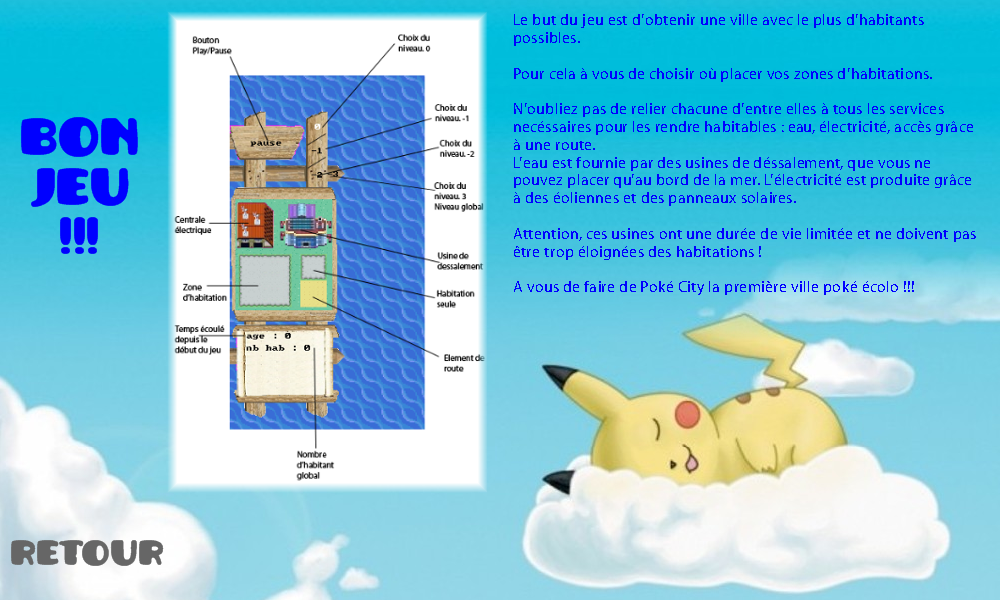 BON
JEU
!!!
RETOUR
Bouton
Play/Pause
Choix du
niveau. 0
Choix du
niveau. -1
Choix du
niveau. -2
Choix du
niveau. 3
Niveau global
pause
-1
-2
-3
Centrale
électrique
Usine de
dessalement
Zone
d'habitation
Habitation
seule
Temps écoulé
depuis le
début du jeu
age : 0
nb hab : 0
Element de
route
Nombre
d'habitant
global
Le but du jeu est d'obtenir une ville avec le plus d'habitants
possibles.
Pour cela à vous de choisir où placer vos zones d'habitations.
N'oubliez pas de relier chacune d'entre elles à tous les services
necéssaires pour les rendre habitables : eau, électricité, accès grâce
à une route.
L'eau est fournie par des usines de déssalement, que vous ne
pouvez placer qu'au bord de la mer. L'électricité est produite grâce
à des éoliennes et des panneaux solaires.
Attention, ces usines ont une durée de vie limitée et ne doivent pas
être trop éloignées des habitations !
A vous de faire de Poké City la première ville poké écolo !!!